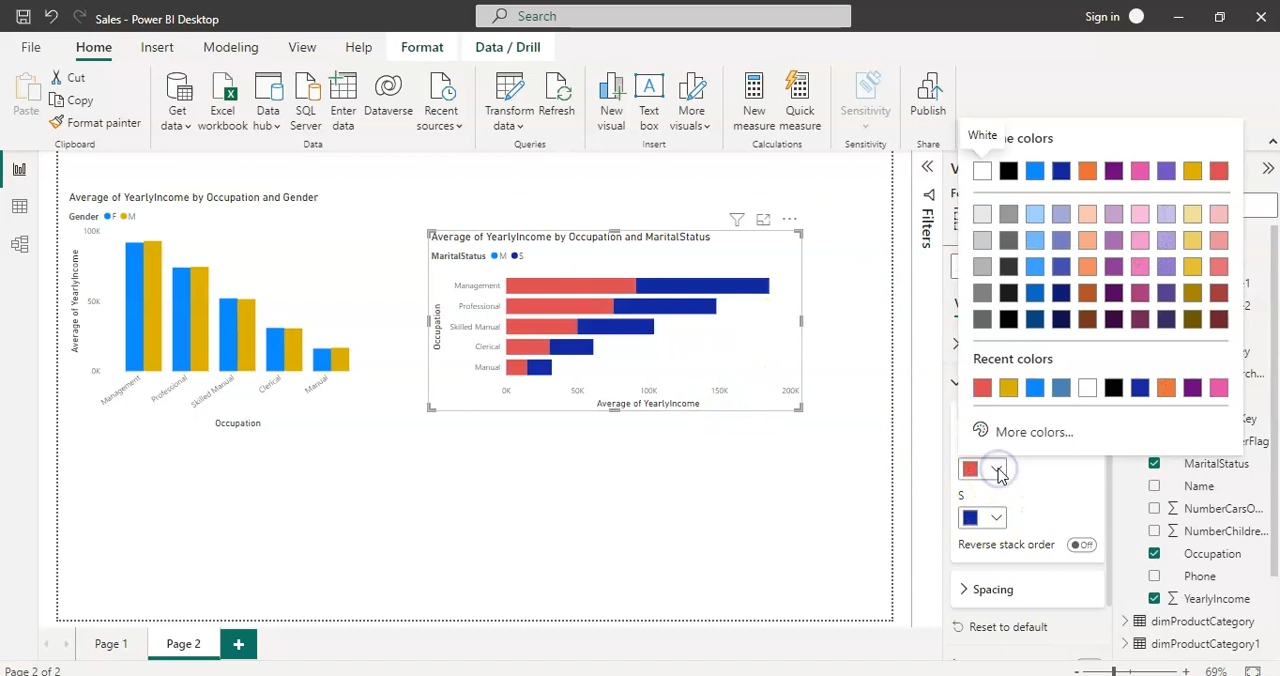 Sales - Power BI Desktop
Search
Sign in
File Home Insert Modeling View Help Format Data / Drill
Paste
Cut
Copy
Format painter
Clipboard
Get data
Excel workbook
Data hub
SQL Server
Enter data
Dataverse
Recent sources
Data
Transform data
Refresh
Queries
New visual
Text box
More visuals
Insert
New measure
Quick measure
Calculations
Sensitivity
Sensitivity
Publish
Share
White
e colors
Recent colors
More colors...
Filters
Average of YearlyIncome by Occupation and Gender
Gender F M
100K
50K
0K
Average of YearlyIncome
Management
Professional
Skilled Manual
Clerical
Manual
Occupation
Average of YearlyIncome by Occupation and MaritalStatus
MaritalStatus M S
Occupation
Management
Professional
Skilled Manual
Clerical
Manual
0K 50K 100K 150K 200K
Average of YearlyIncome
S
Reverse stack order Off
Spacing
Reset to default
MaritalStatus
Name
NumberCarsO...
NumberChildre...
Occupation
Phone
YearlyIncome
dimProductCategory
dimProductCategory1
Page 1
Page 2
Page 2 of 2
69%